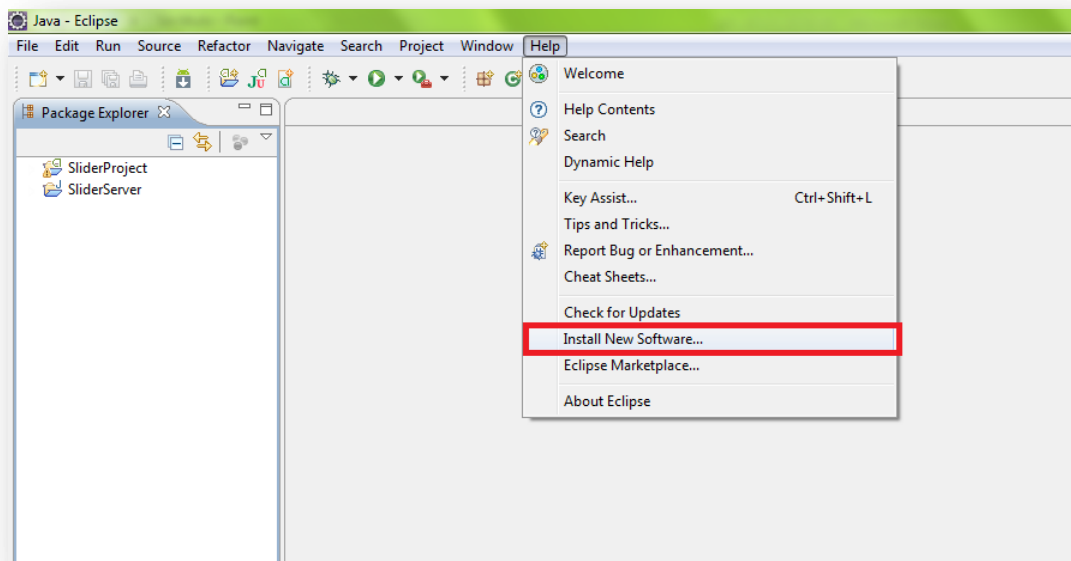 Java - Eclipse
File Edit Run Source Refactor Navigate Search Project Window Help
Package Explorer
SliderProject
SliderServer
Welcome
Help Contents
Search
Dynamic Help
Key Assist... Ctrl+Shift+L
Tips and Tricks...
Report Bug or Enhancement...
Cheat Sheets...
Check for Updates
Install New Software...
Eclipse Marketplace...
About Eclipse